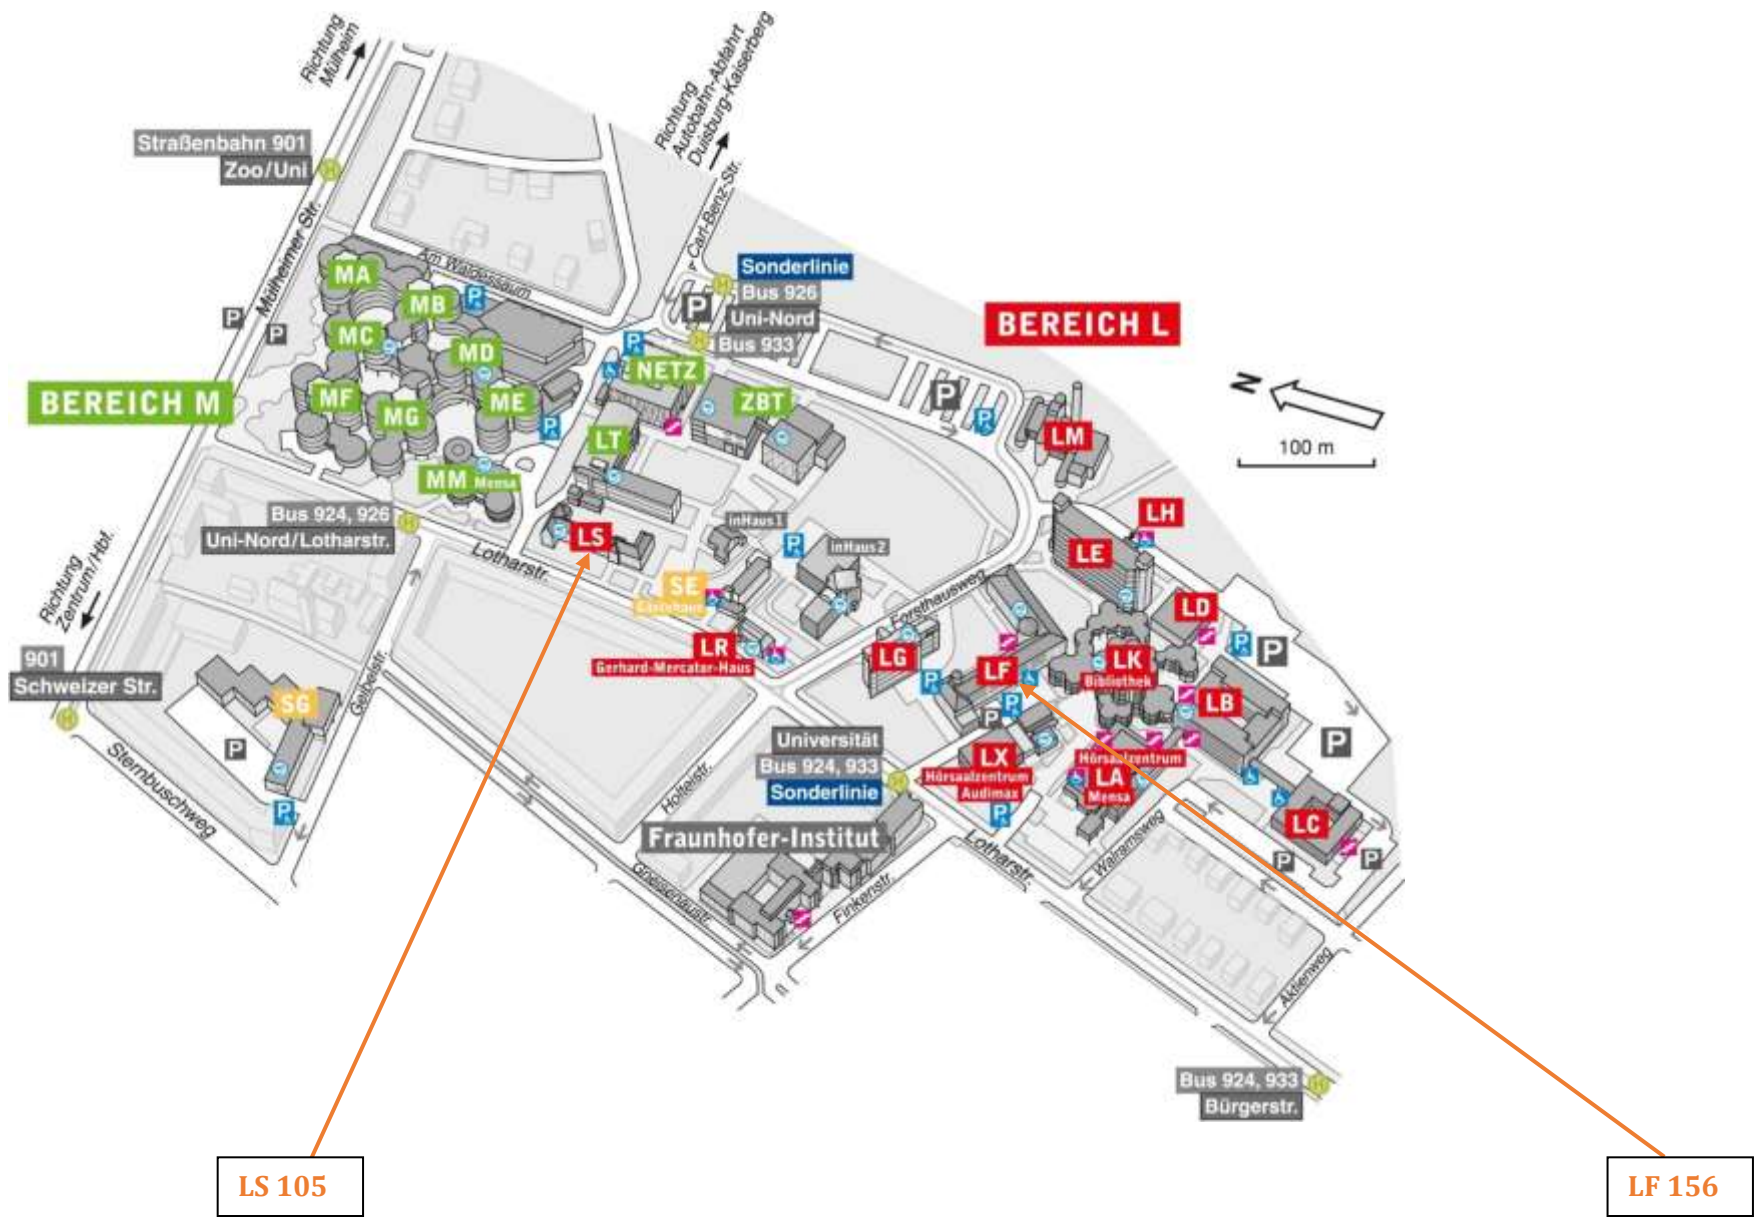 Richtung
Mülheim
Richtung
Autobahn-Abfahrt
Duisburg-Kaiserberg
Straßenbahn 901
Zoo/Uni
H
Mülheimer Str.
Carl-Benz-Str.
Am Waldessaum
MA
MB
MC
MD
MF
MG
ME
MM Mensa
P
P
P
P
BEREICH M
Sonderlinie
Bus 926
Uni-Nord
Bus 933
H
H
P
P
NETZ
ZBT
LT
BEREICH L
P
P
N
100 m
LM
LH
LE
LD
LK
Bibliothek
LB
LF
LG
LS
inHaus 1
inHaus 2
P
SE
Gästehaus
LR
Gerhard-Mercator-Haus
Forsthausweg
Bus 924, 926
Uni-Nord/Lotharstr.
H
Lotharstr.
Richtung
Zentrum/Hbf.
901
Schweizer Str.
H
SG
P
P
Geibelstr.
Sternbuschweg
Universität
Bus 924, 933
Sonderlinie
H
LX
Hörsaalzentrum
Audimax
Hörsaalzentrum
LA
Mensa
LC
P
P
P
P
P
P
P
P
P
Fraunhofer-Institut
Holteistr.
Gneisenaustr.
Finkenstr.
Lotharstr.
Walramsweg
Aktienweg
Bus 924, 933
Bürgerstr.
H
LS 105
LF 156